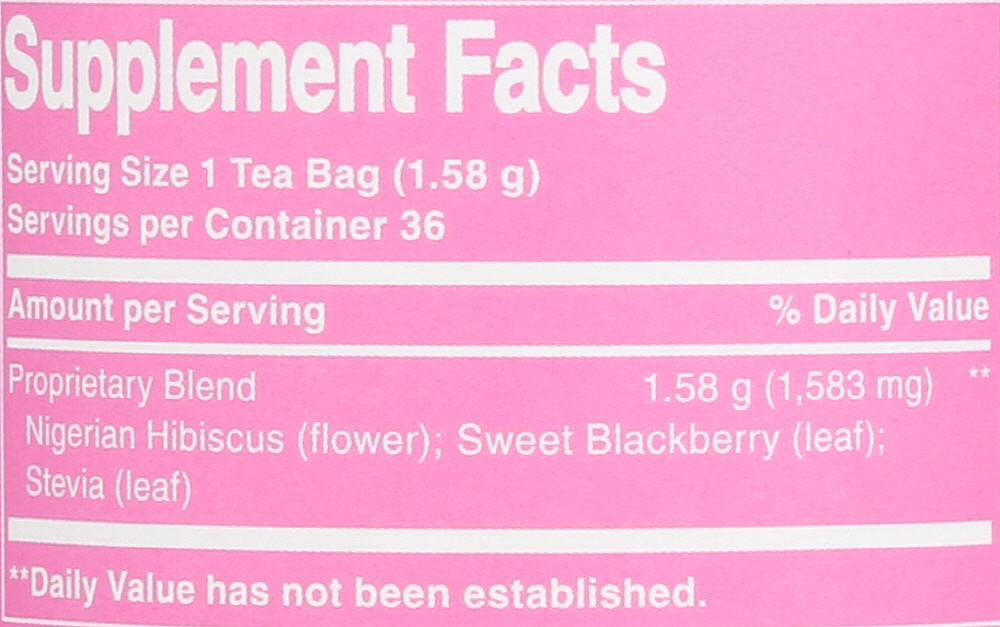 Supplement Facts
Serving Size 1 Tea Bag (1.58 g)
Servings per Container 36
Amount per Serving % Daily Value
Proprietary Blend 1.58 g (1,583 mg) **
Nigerian Hibiscus (flower); Sweet Blackberry (leaf);
Stevia (leaf)
**Daily Value has not been established.